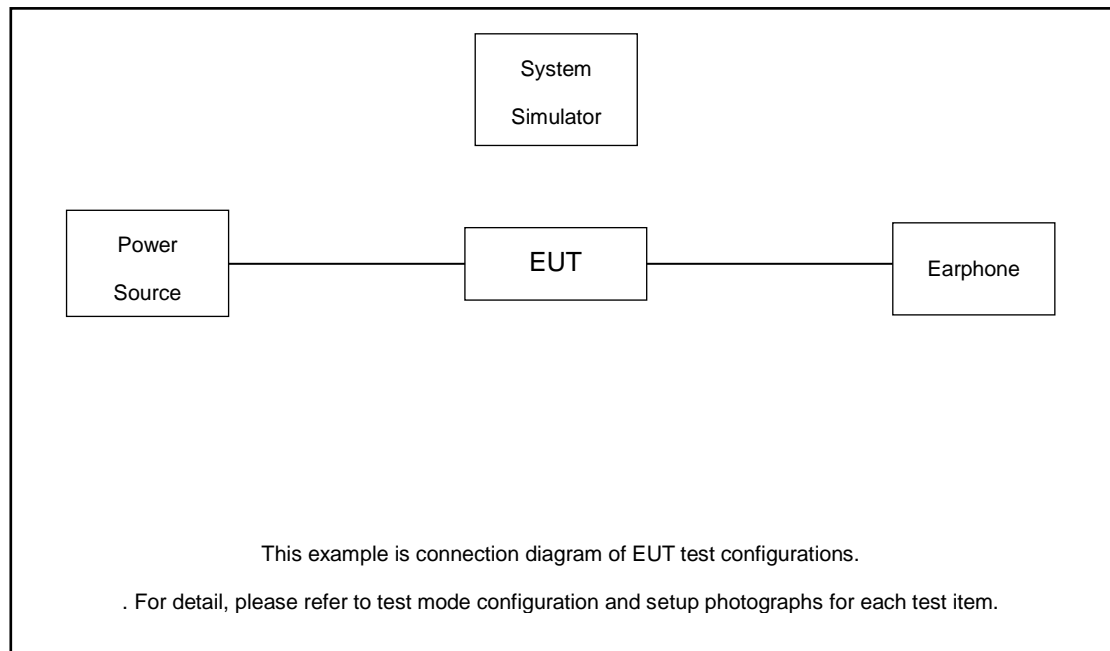 System
Simulator
Power
Source
EUT
Earphone
This example is connection diagram of EUT test configurations.
. For detail, please refer to test mode configuration and setup photographs for each test item.